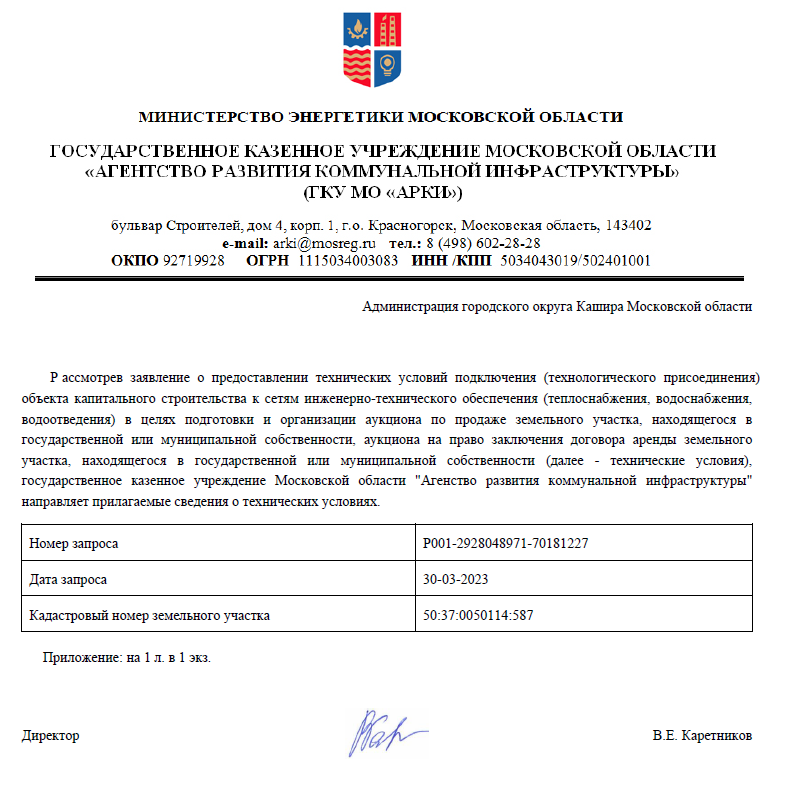 МИНИСТЕРСТВО ЭНЕРГЕТИКИ МОСКОВСКОЙ ОБЛАСТИ
ГОСУДАРСТВЕННОЕ КАЗЕННОЕ УЧРЕЖДЕНИЕ МОСКОВСКОЙ ОБЛАСТИ
«АГЕНТСТВО РАЗВИТИЯ КОММУНАЛЬНОЙ ИНФРАСТРУКТУРЫ»
(ГКУ МО «АРКИ»)
бульвар Строителей, дом 4, корп. 1, г.о. Красногорск, Московская область, 143402
e-mail: arki@mosreg.ru тел.: 8 (498) 602-28-28
ОКПО 92719928 ОГРН 1115034003083 ИНН /КПП 5034043019/502401001
Администрация городского округа Кашира Московской области
Р ассмотрев заявление о предоставлении технических условий подключения (технологического присоединения)
объекта капитального строительства к сетям инженерно-технического обеспечения (теплоснабжения, водоснабжения,
водоотведения) в целях подготовки и организации аукциона по продаже земельного участка, находящегося в
государственной или муниципальной собственности, аукциона на право заключения договора аренды земельного
участка, находящегося в государственной или муниципальной собственности (далее - технические условия),
государственное казенное учреждение Московской области "Агенство развития коммунальной инфраструктуры"
направляет прилагаемые сведения о технических условиях.
Номер запроса P001-2928048971-70181227
Дата запроса 30-03-2023
Кадастровый номер земельного участка 50:37:0050114:587
Приложение: на 1 л. в 1 экз.
Директор В.Е. Каретников